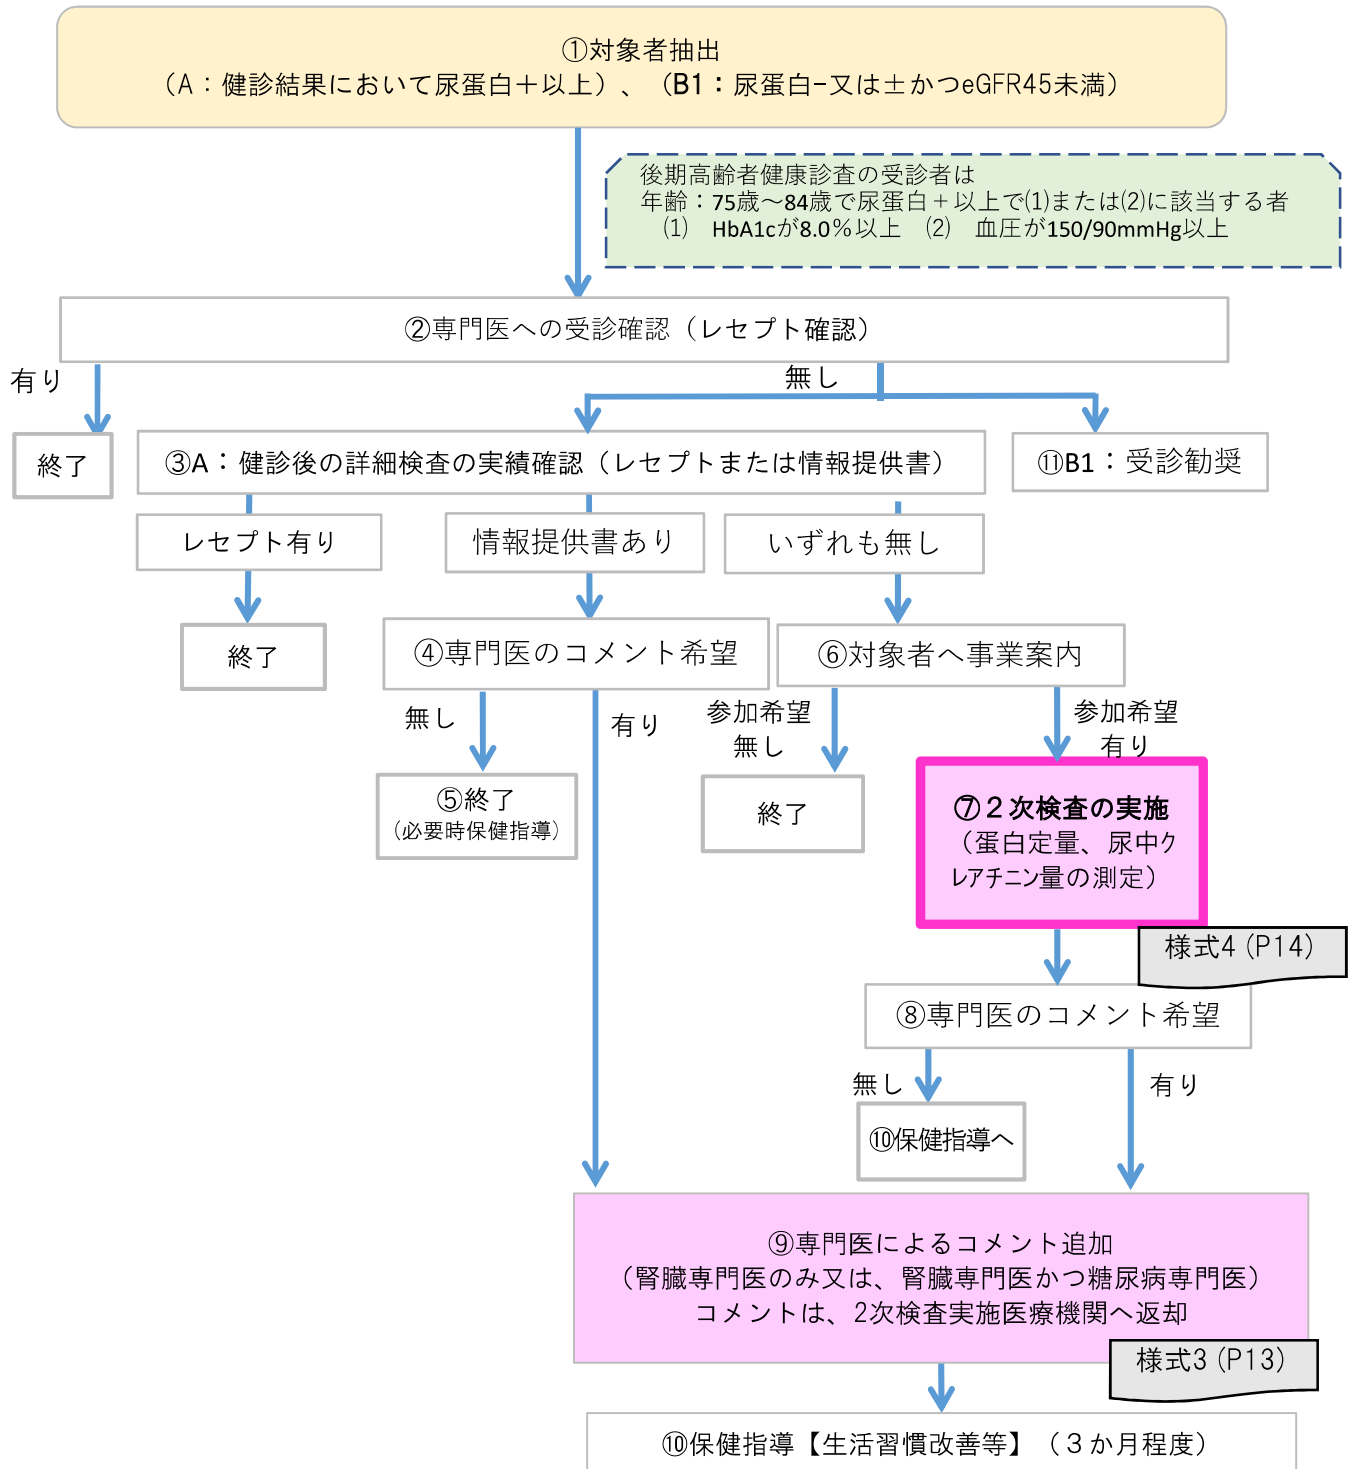 ①対象者抽出
（A：健診結果において尿蛋白＋以上）、（B1：尿蛋白−又は±かつeGFR45未満）
後期高齢者健康診査の受診者は
年齢：75歳～84歳で尿蛋白＋以上で⑴または⑵に該当する者
⑴　HbA1cが8.0％以上　⑵　血圧が150/90mmHg以上
②専門医への受診確認（レセプト確認）
有り
無し
終了
③A：健診後の詳細検査の実績確認（レセプトまたは情報提供書）
⑪B1：受診勧奨
レセプト有り
情報提供書あり
いずれも無し
終了
④専門医のコメント希望
⑥対象者へ事業案内
無し
有り
参加希望
無し
参加希望
有り
⑤終了
（必要時保健指導）
終了
⑦２次検査の実施
（蛋白定量、尿中ク
レアチニン量の測定）
様式4（P14）
⑧専門医のコメント希望
無し
有り
⑩保健指導へ
⑨専門医によるコメント追加
（腎臓専門医のみ又は、腎臓専門医かつ糖尿病専門医）
コメントは、2次検査実施医療機関へ返却
様式3（P13）
⑩保健指導【生活習慣改善等】（３か月程度）